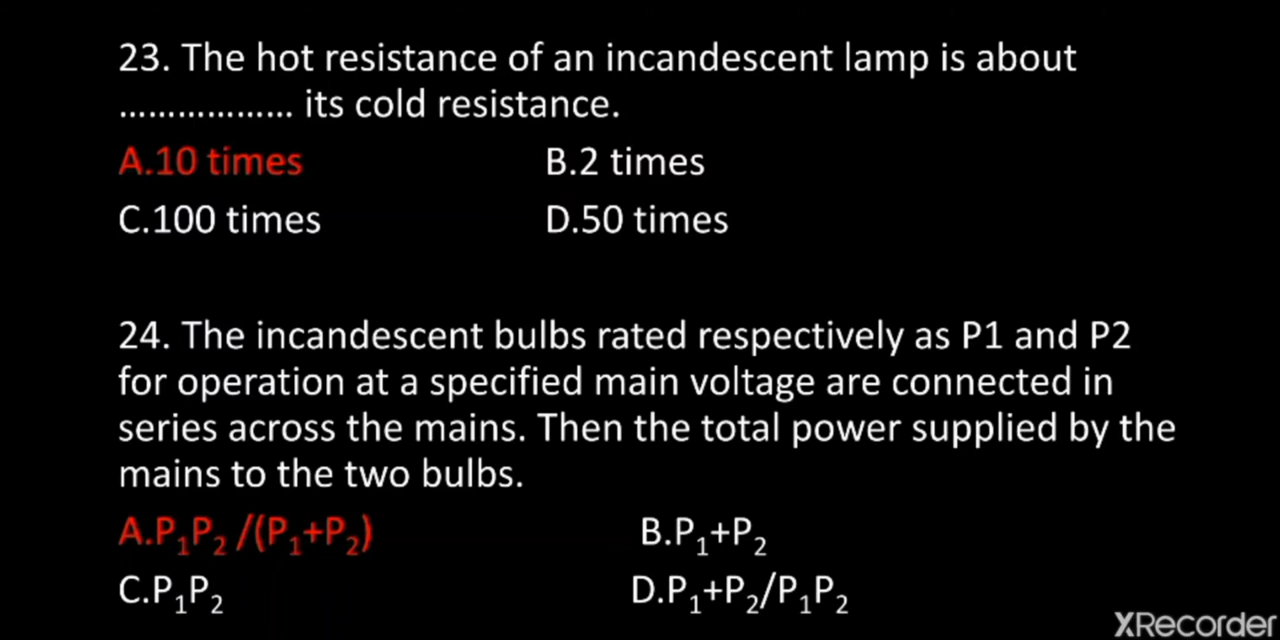 23. The hot resistance of an incandescent lamp is about
.................. its cold resistance.
A.10 times B.2 times
C.100 times D.50 times
24. The incandescent bulbs rated respectively as P1 and P2
for operation at a specified main voltage are connected in
series across the mains. Then the total power supplied by the
mains to the two bulbs.
A.P₁P₂ /(P₁+P₂) B.P₁+P₂
C.P₁P₂ D.P₁+P₂/P₁P₂
XRecorder